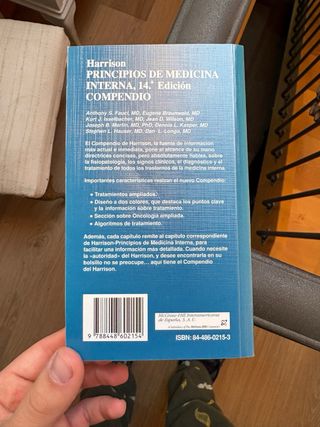 Harrison
PRINCIPIOS DE MEDICINA
INTERNA, 14.ª Edición
COMPENDIO
Anthony S. Fauci, MD, Eugene Braunwald, MD
Kurt J. Isselbacher, MD, Jean D. Wilson, MD
Joseph B. Martin, MD, PhD, Dennis L. Kasper, MD
Stephen L. Hauser, MD, Dan L. Longo, MD
El Compendio de Harrison, la fuente de información
más actual e inmediata, pone al alcance de su mano
directrices concisas, pero absolutamente fiables, sobre
la fisiopatología, los signos clínicos, el diagnóstico y el
tratamiento de todos los trastornos de la medicina interna.
Importantes características realzan el nuevo Compendio:
• Tratamientos ampliados.
• Diseño a dos colores, que destaca los puntos clave
y la información sobre tratamiento.
• Sección sobre Oncología ampliada.
• Algoritmos de tratamiento.
Además, cada capítulo remite al capítulo correspondiente
de Harrison-Principios de Medicina Interna, para
facilitar una información más detallada. Cuando necesite
la «autoridad» del Harrison, y desee encontrarla en su
bolsillo no se preocupe... aquí tiene el Compendio
del Harrison.
9 788448 602154
McGraw-Hill Interamericana
de España, S. A. U.
ISBN: 84-486-0215-3